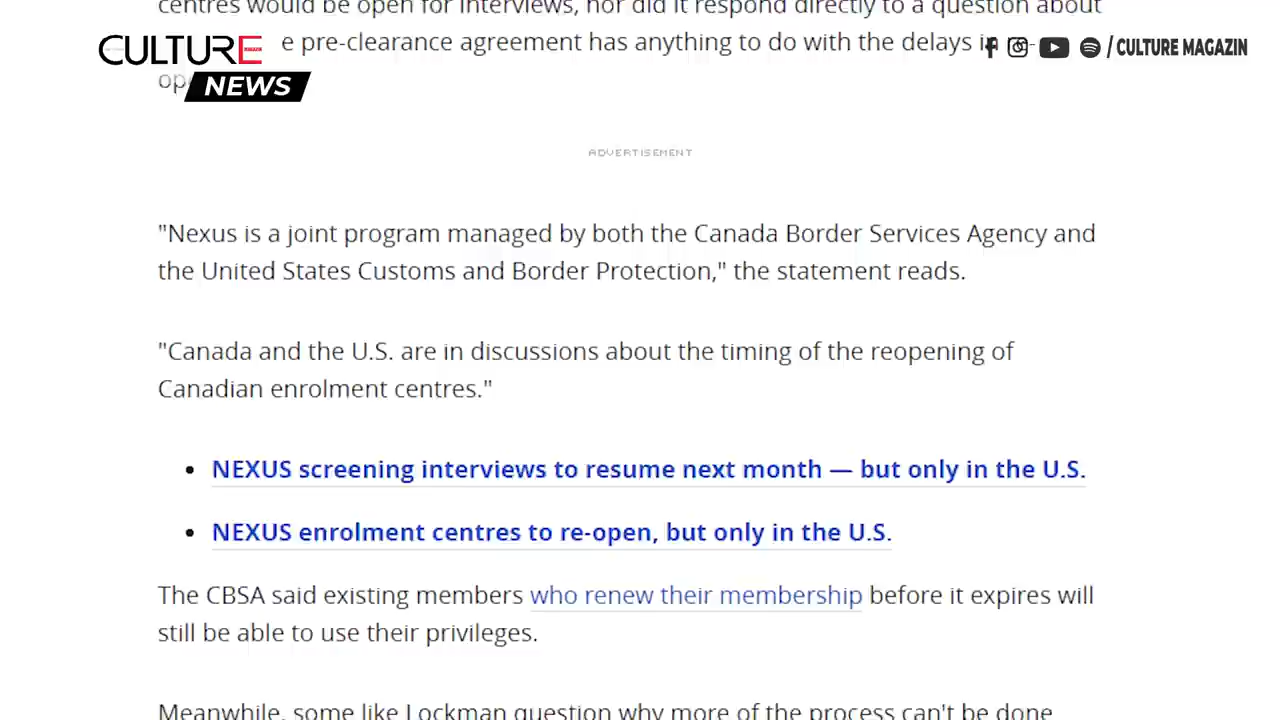 centres would be open for interviews, nor did it respond directly to a question about
CULTURE
MAGAZIN
e pre-clearance agreement has anything to do with the delays
/ CULTURE MAGAZIN
NEWS
ADVERTISEMENT
"Nexus is a joint program managed by both the Canada Border Services Agency and
the United States Customs and Border Protection," the statement reads.
"Canada and the U.S. are in discussions about the timing of the reopening of
Canadian enrolment centres."
• NEXUS screening interviews to resume next month — but only in the U.S.
• NEXUS enrolment centres to re-open, but only in the U.S.
The CBSA said existing members who renew their membership before it expires will
still be able to use their privileges.
Meanwhile, some like Lockman question why more of the process can't be done